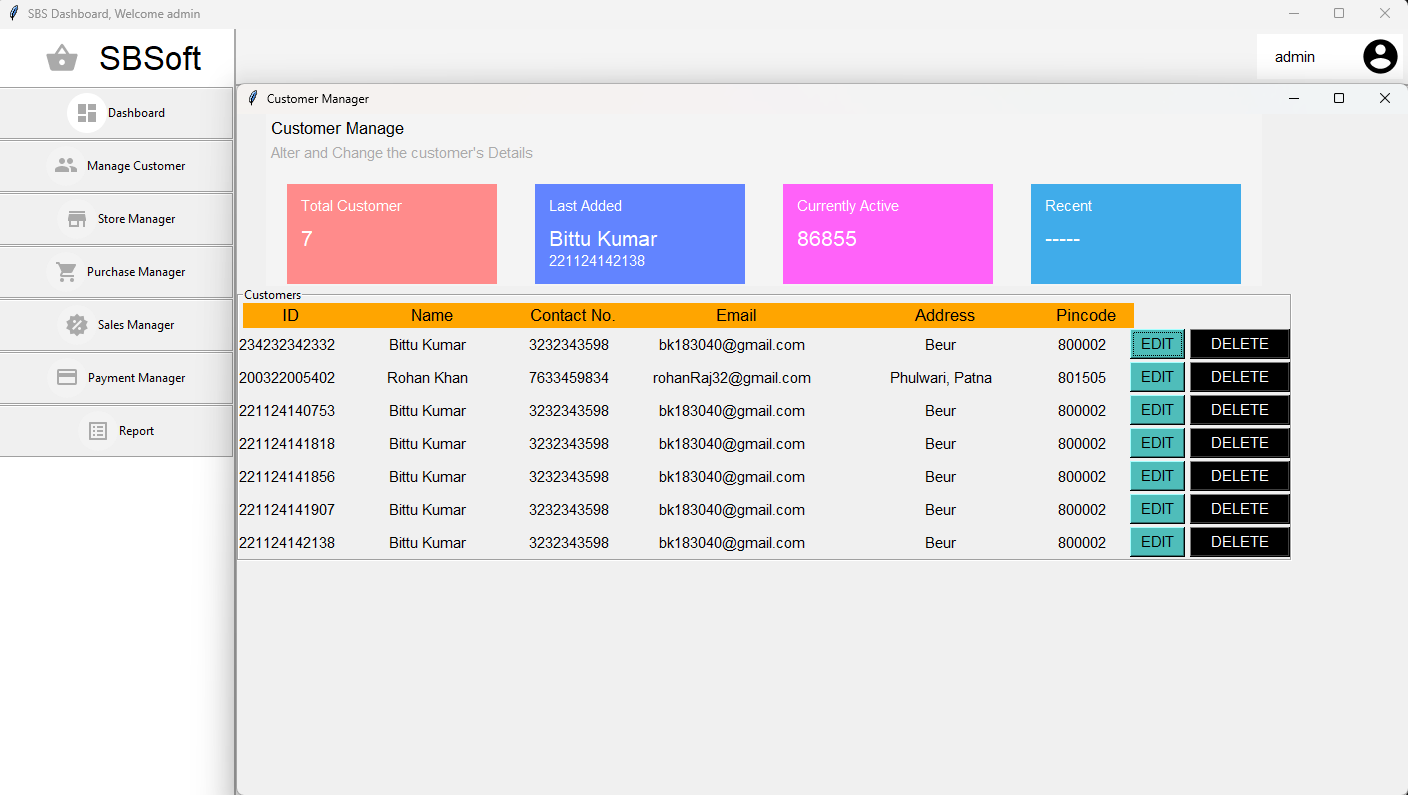 SBS Dashboard, Welcome admin
SBSoft
admin
Dashboard
Manage Customer
Store Manager
Purchase Manager
Sales Manager
Payment Manager
Report
Customer Manager
Customer Manage
Alter and Change the customer's Details
Total Customer
7
Last Added
Bittu Kumar
221124142138
Currently Active
86855
Recent
-----
Customers
ID Name Contact No. Email Address Pincode
234232342332 Bittu Kumar 3232343598 bk183040@gmail.com Beur 800002 EDIT DELETE
200322005402 Rohan Khan 7633459834 rohanRaj32@gmail.com Phulwari, Patna 801505 EDIT DELETE
221124140753 Bittu Kumar 3232343598 bk183040@gmail.com Beur 800002 EDIT DELETE
221124141818 Bittu Kumar 3232343598 bk183040@gmail.com Beur 800002 EDIT DELETE
221124141856 Bittu Kumar 3232343598 bk183040@gmail.com Beur 800002 EDIT DELETE
221124141907 Bittu Kumar 3232343598 bk183040@gmail.com Beur 800002 EDIT DELETE
221124142138 Bittu Kumar 3232343598 bk183040@gmail.com Beur 800002 EDIT DELETE